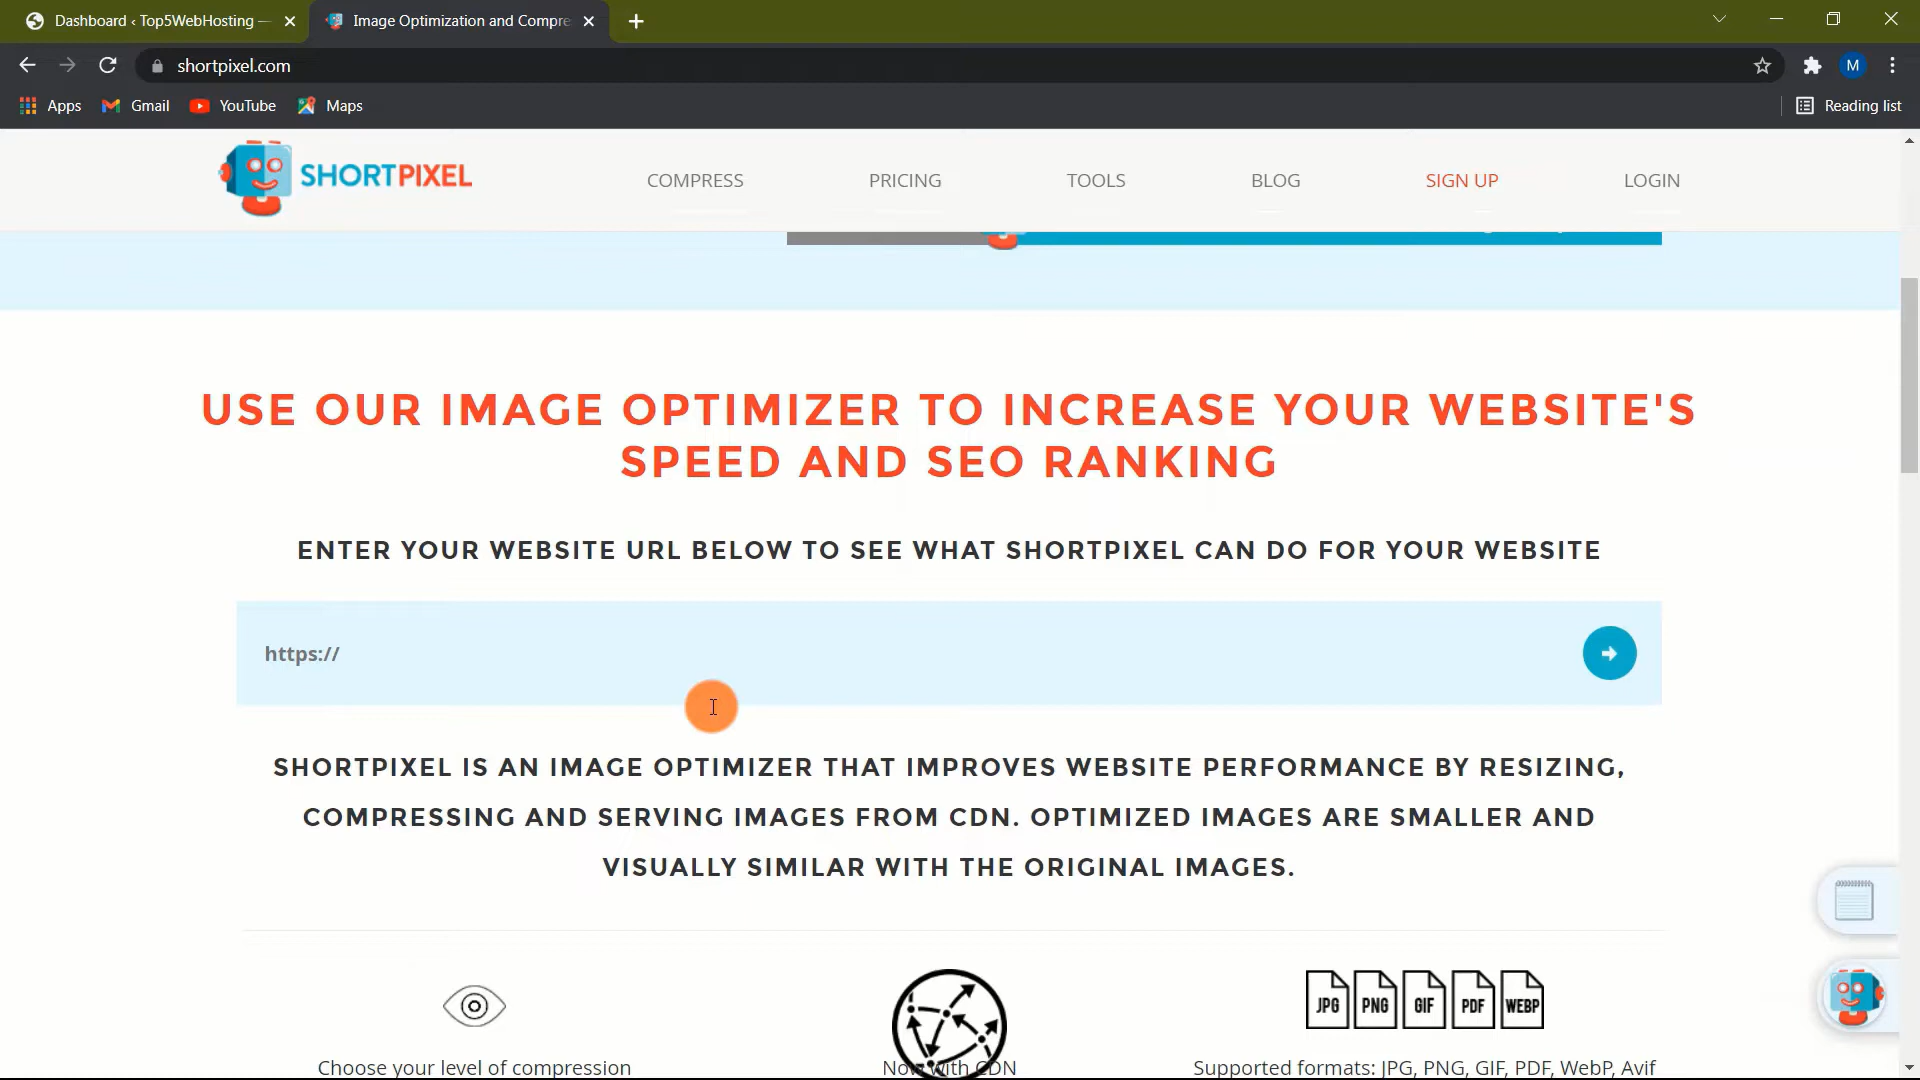 Dashboard ‹ Top5WebHosting —
Image Optimization and Compre
shortpixel.com
M
Apps
Gmail
YouTube
Maps
Reading list
SHORTPIXEL
COMPRESS
PRICING
TOOLS
BLOG
SIGN UP
LOGIN
USE OUR IMAGE OPTIMIZER TO INCREASE YOUR WEBSITE'S
SPEED AND SEO RANKING
ENTER YOUR WEBSITE URL BELOW TO SEE WHAT SHORTPIXEL CAN DO FOR YOUR WEBSITE
https://
SHORTPIXEL IS AN IMAGE OPTIMIZER THAT IMPROVES WEBSITE PERFORMANCE BY RESIZING,
COMPRESSING AND SERVING IMAGES FROM CDN. OPTIMIZED IMAGES ARE SMALLER AND
VISUALLY SIMILAR WITH THE ORIGINAL IMAGES.
JPG PNG GIF PDF WEBP
Choose your level of compression
Now with CDN
Supported formats: JPG, PNG, GIF, PDF, WebP, Avif